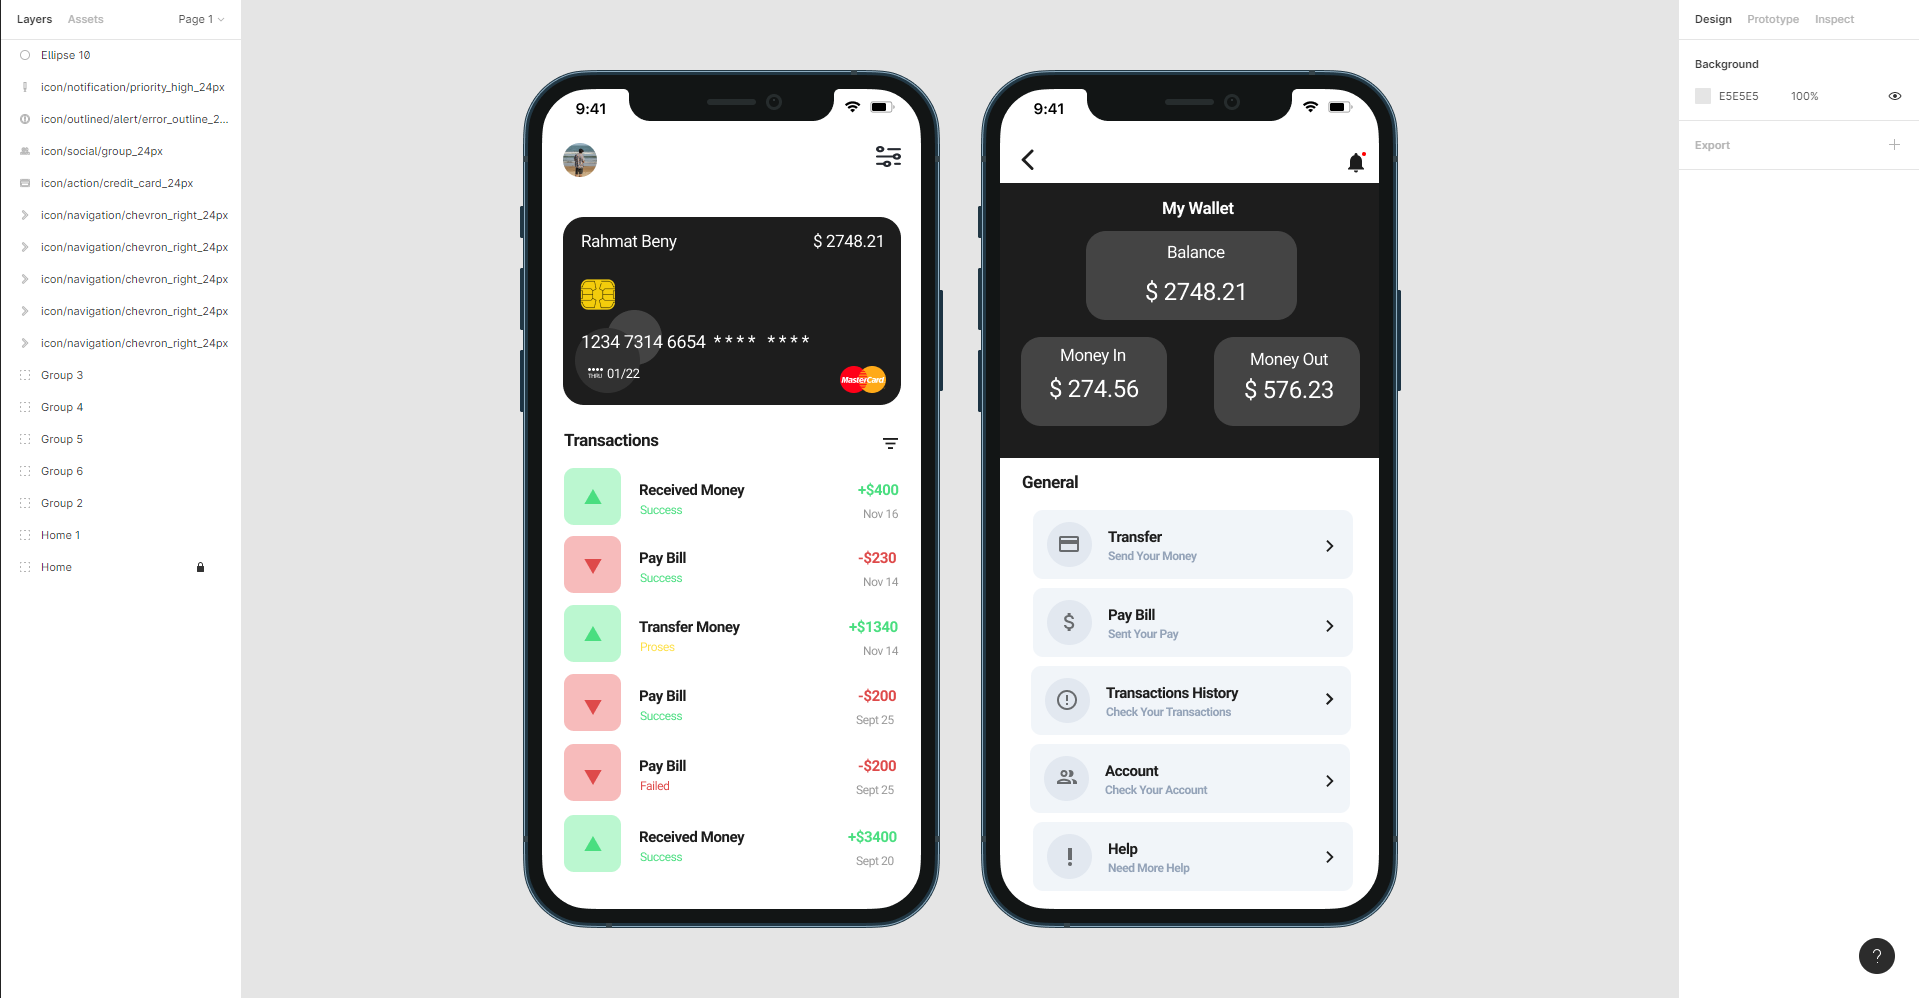 Layers Assets Page 1
Ellipse 10
icon/notification/priority_high_24px
icon/outlined/alert/error_outline_2...
icon/social/group_24px
icon/action/credit_card_24px
icon/navigation/chevron_right_24px
icon/navigation/chevron_right_24px
icon/navigation/chevron_right_24px
icon/navigation/chevron_right_24px
icon/navigation/chevron_right_24px
Group 3
Group 4
Group 5
Group 6
Group 2
Home 1
Home
9:41
Rahmat Beny $ 2748.21
1234 7314 6654 **** ****
THRU 01/22
MasterCard
Transactions
Received Money +$400
Success Nov 16
Pay Bill -$230
Success Nov 14
Transfer Money +$1340
Proses Nov 14
Pay Bill -$200
Success Sept 25
Pay Bill -$200
Failed Sept 25
Received Money +$3400
Success Sept 20
9:41
My Wallet
Balance
$ 2748.21
Money In
$ 274.56
Money Out
$ 576.23
General
Transfer
Send Your Money
Pay Bill
Sent Your Pay
Transactions History
Check Your Transactions
Account
Check Your Account
Help
Need More Help
Design Prototype Inspect
Background
E5E5E5 100%
Export
?